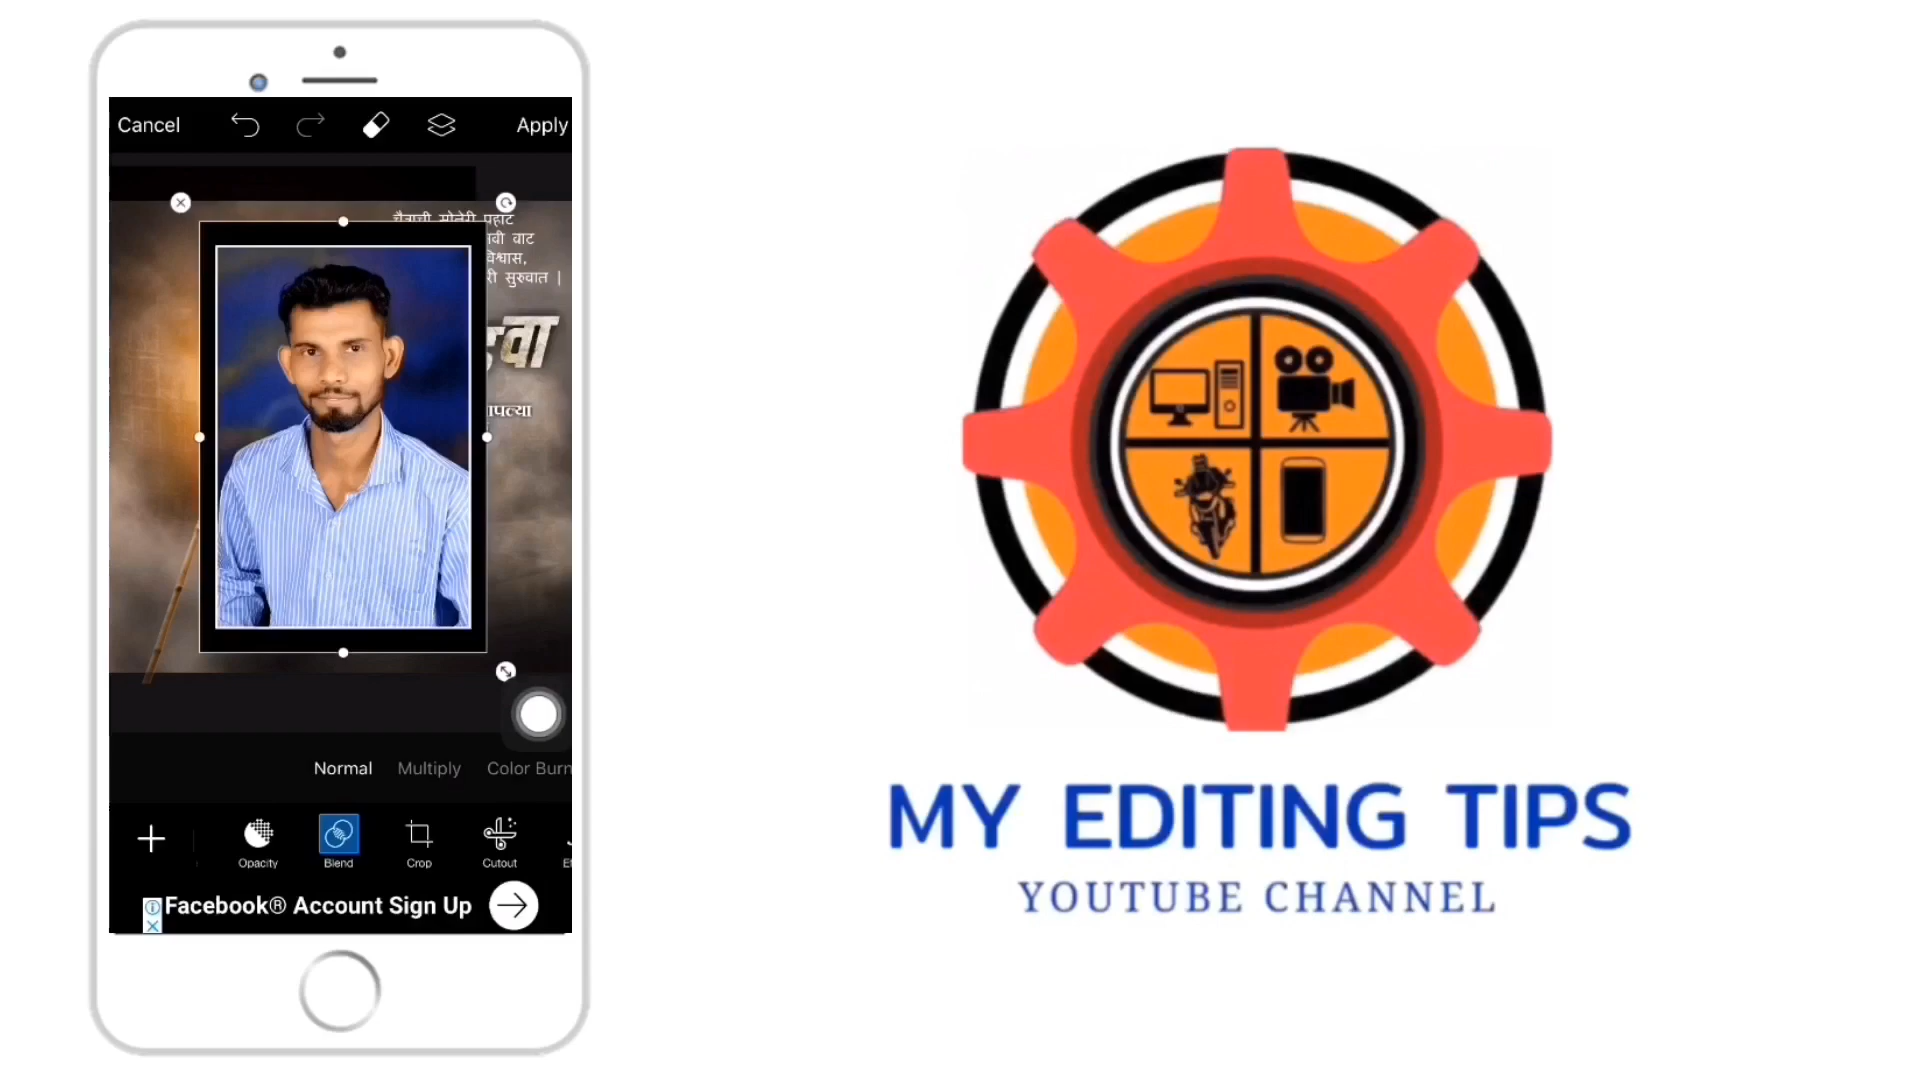 Cancel
Apply
चैत्राची सोनेरी पहाट
वाट
विश्वास,
री सुरुवात |
Normal
Multiply
Color Burn
Opacity
Blend
Crop
Cutout
Facebook® Account Sign Up
MY EDITING TIPS
YOUTUBE CHANNEL